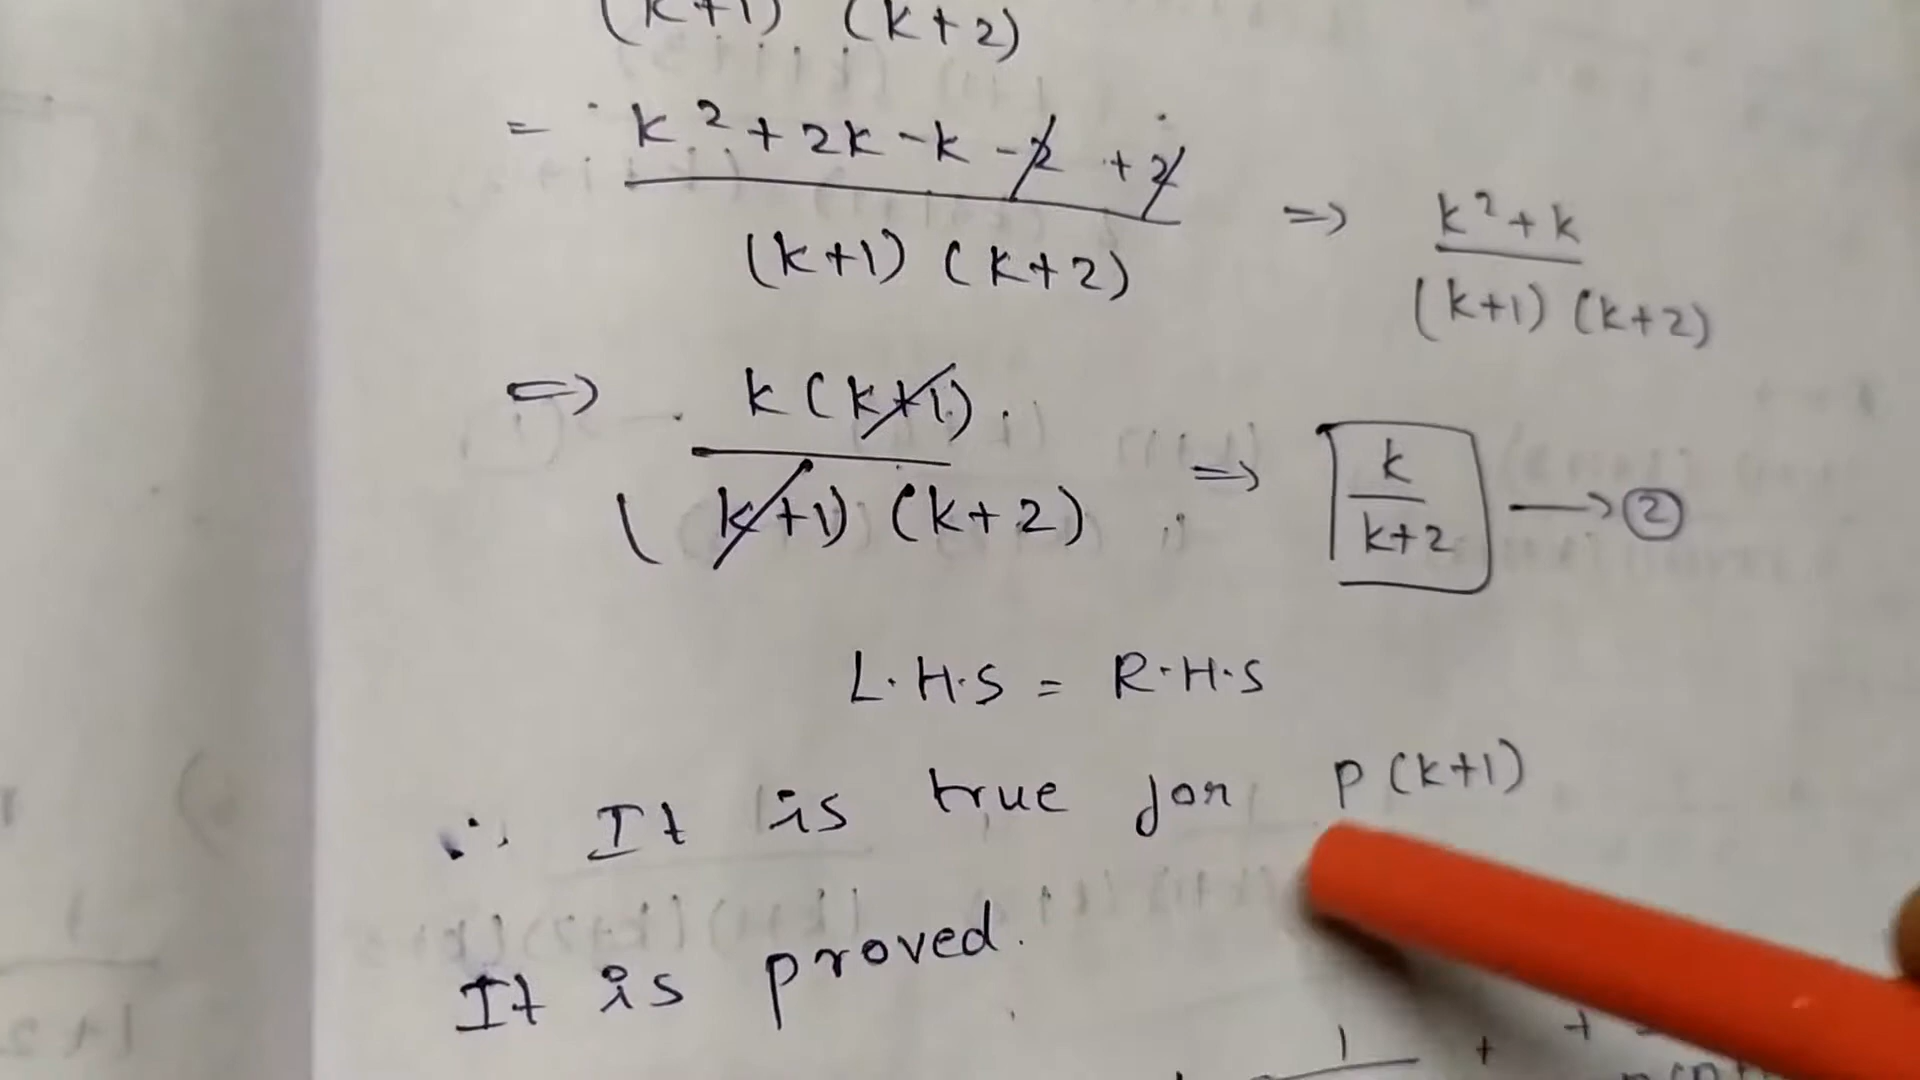 (k+1) (k+2)
= k² + 2k - k - 2 + 2
(k+1) (k+2)
=> k² + k
(k+1) (k+2)
=> k (k+1)
(k+1) (k+2)
=> k
k+2
→ ②
L.H.S = R.H.S
∴ It is true for P(k+1)
It is proved.
1 + +